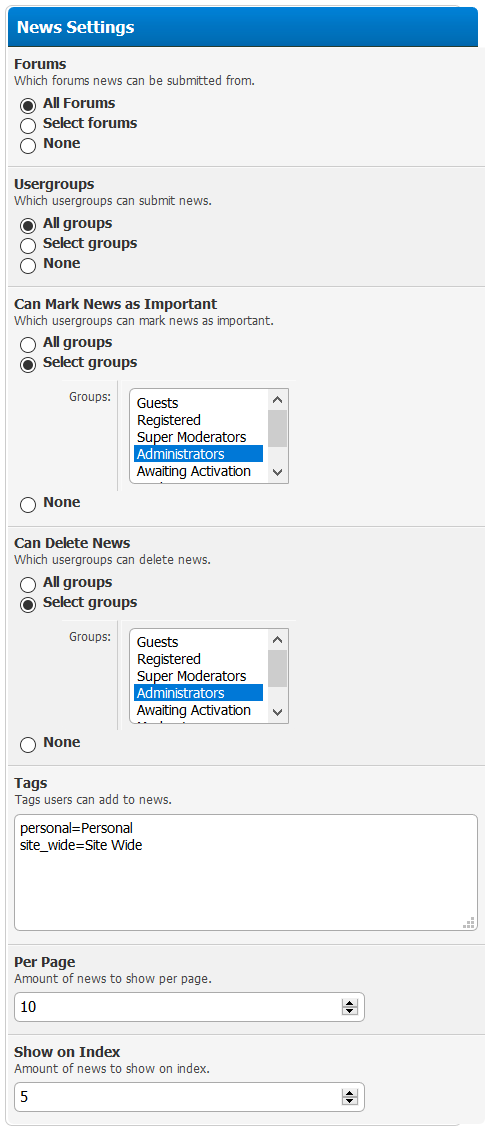 News Settings
Forums
Which forums news can be submitted from.
All Forums
Select forums
None
Usergroups
Which usergroups can submit news.
All groups
Select groups
None
Can Mark News as Important
Which usergroups can mark news as important.
All groups
Select groups
Groups:
Guests
Registered
Super Moderators
Administrators
Awaiting Activation
None
Can Delete News
Which usergroups can delete news.
All groups
Select groups
Groups:
Guests
Registered
Super Moderators
Administrators
Awaiting Activation
None
Tags
Tags users can add to news.
personal=Personal
site_wide=Site Wide
Per Page
Amount of news to show per page.
10
Show on Index
Amount of news to show on index.
5